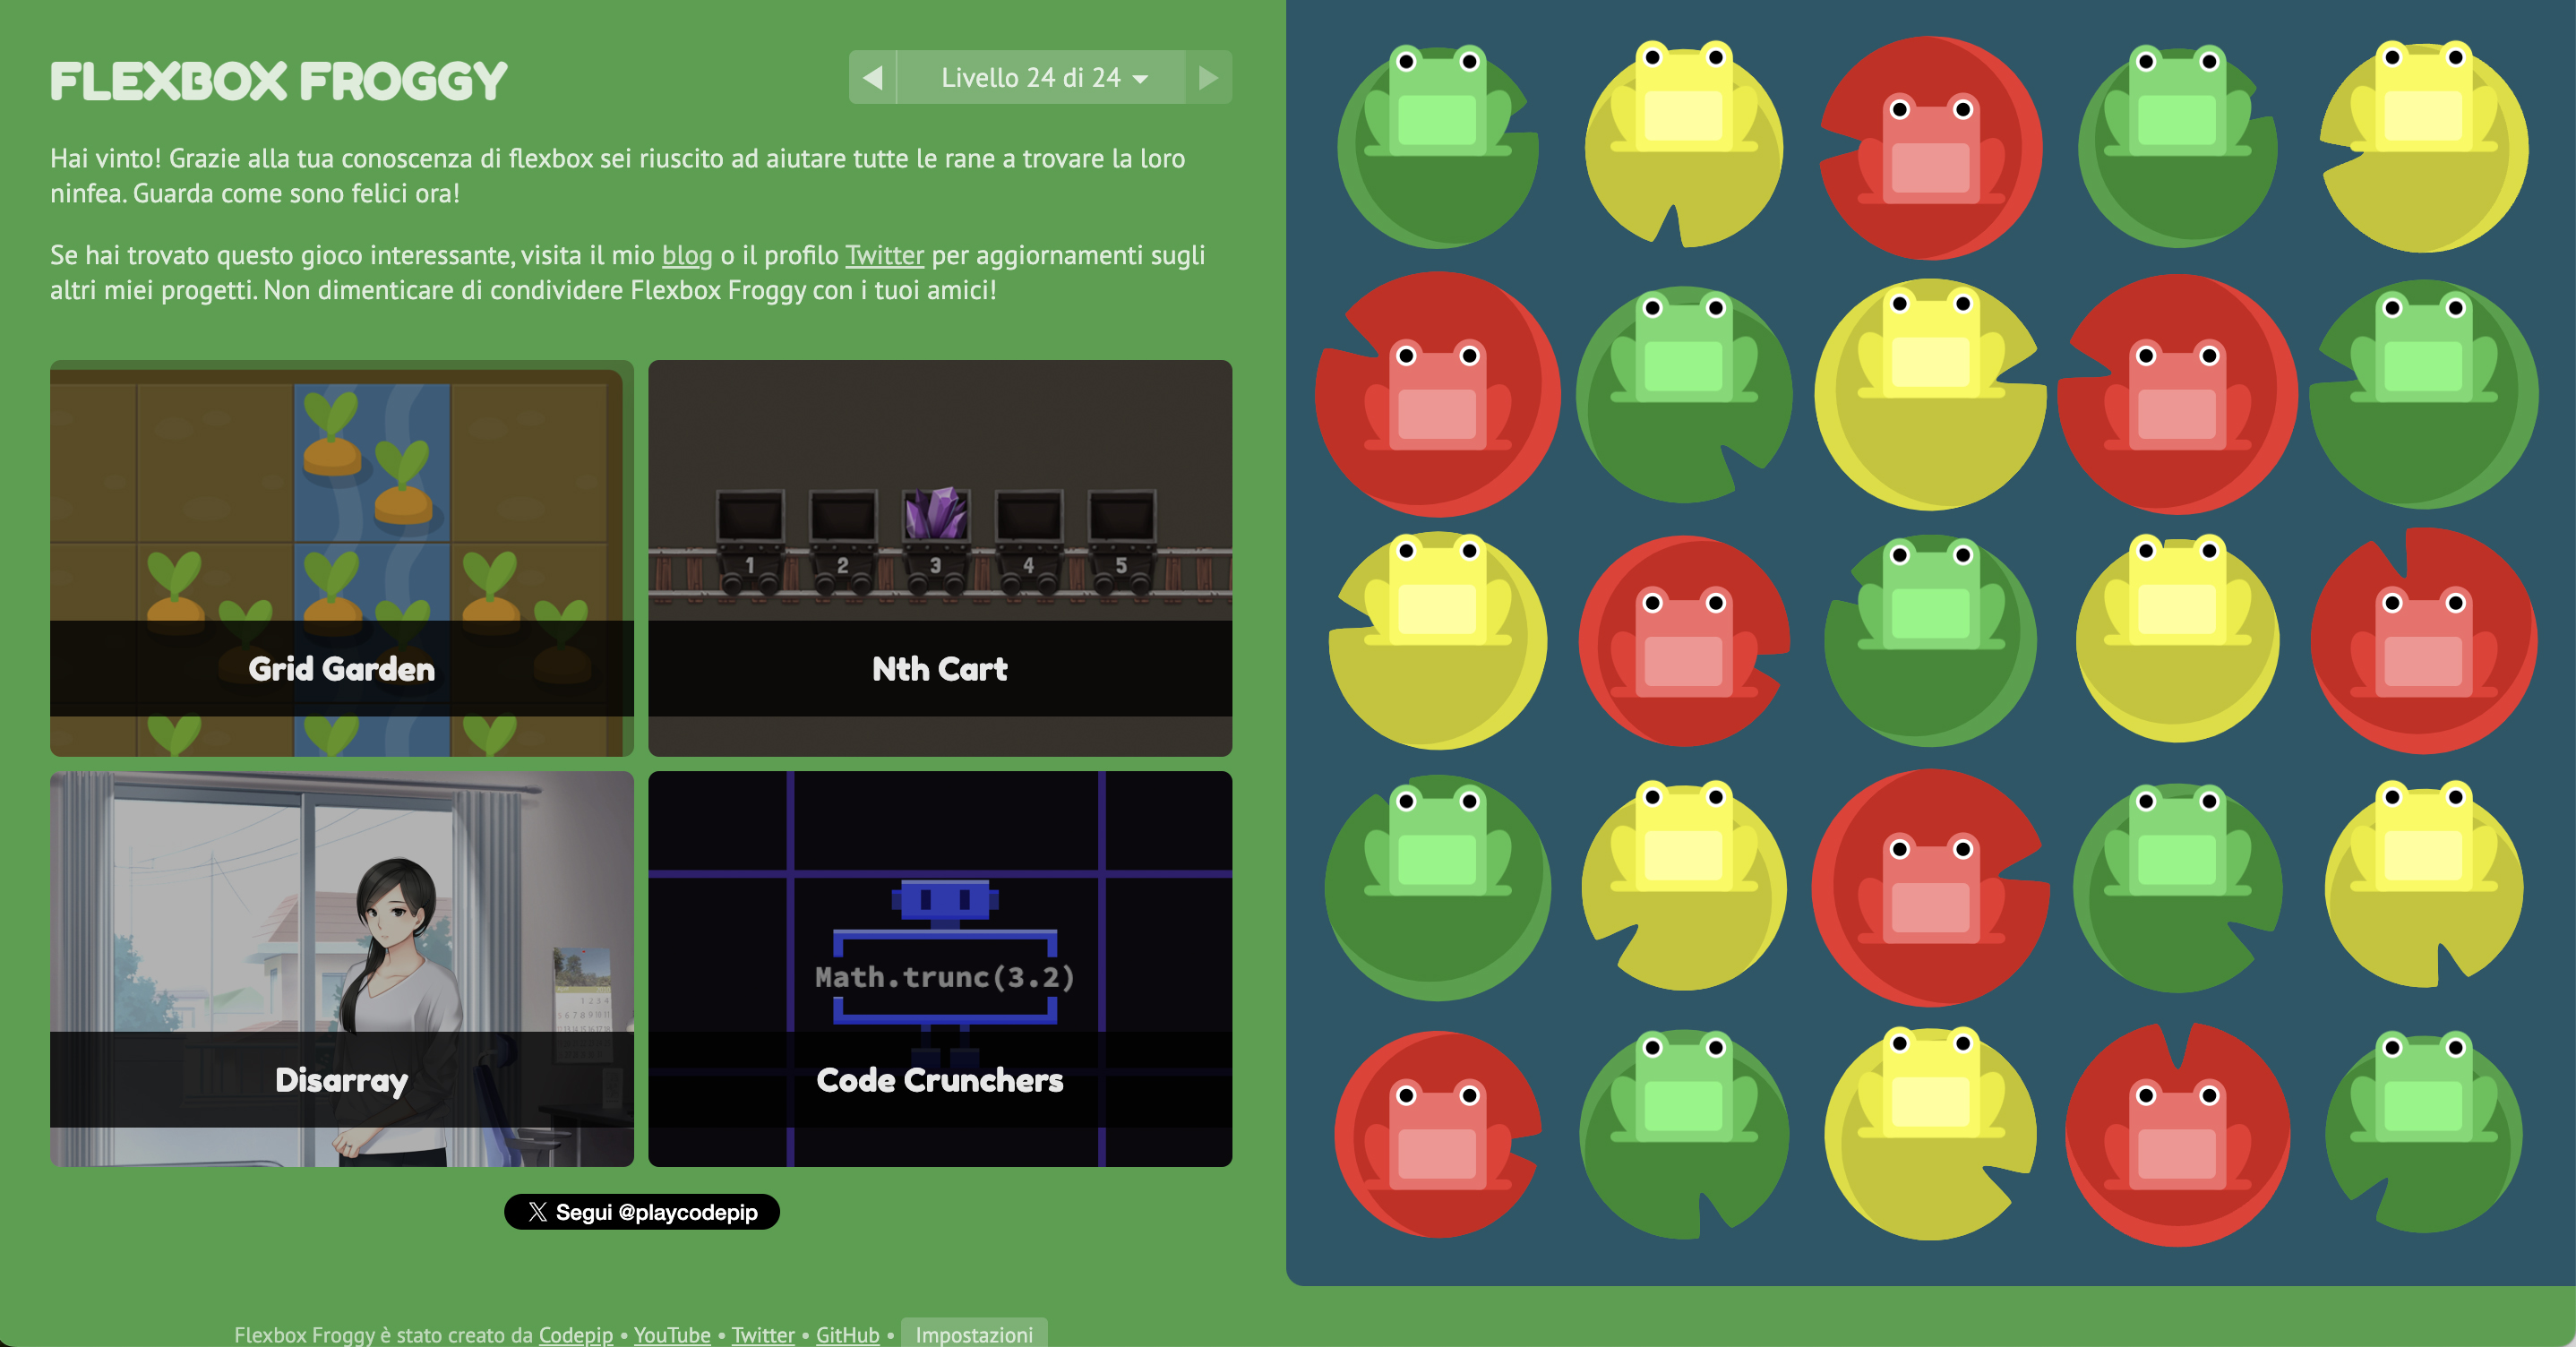 FLEXBOX FROGGY
Livello 24 di 24
Hai vinto! Grazie alla tua conoscenza di flexbox sei riuscito ad aiutare tutte le rane a trovare la loro
ninfea. Guarda come sono felici ora!
Se hai trovato questo gioco interessante, visita il mio blog o il profilo Twitter per aggiornamenti sugli
altri miei progetti. Non dimenticare di condividere Flexbox Froggy con i tuoi amici!
Grid Garden
1 2 3 4 5
Nth Cart
Disarray
Math.trunc(3.2)
Code Crunchers
Segui @playcodepip
Flexbox Froggy è stato creato da Codepip • YouTube • Twitter • GitHub • Impostazioni